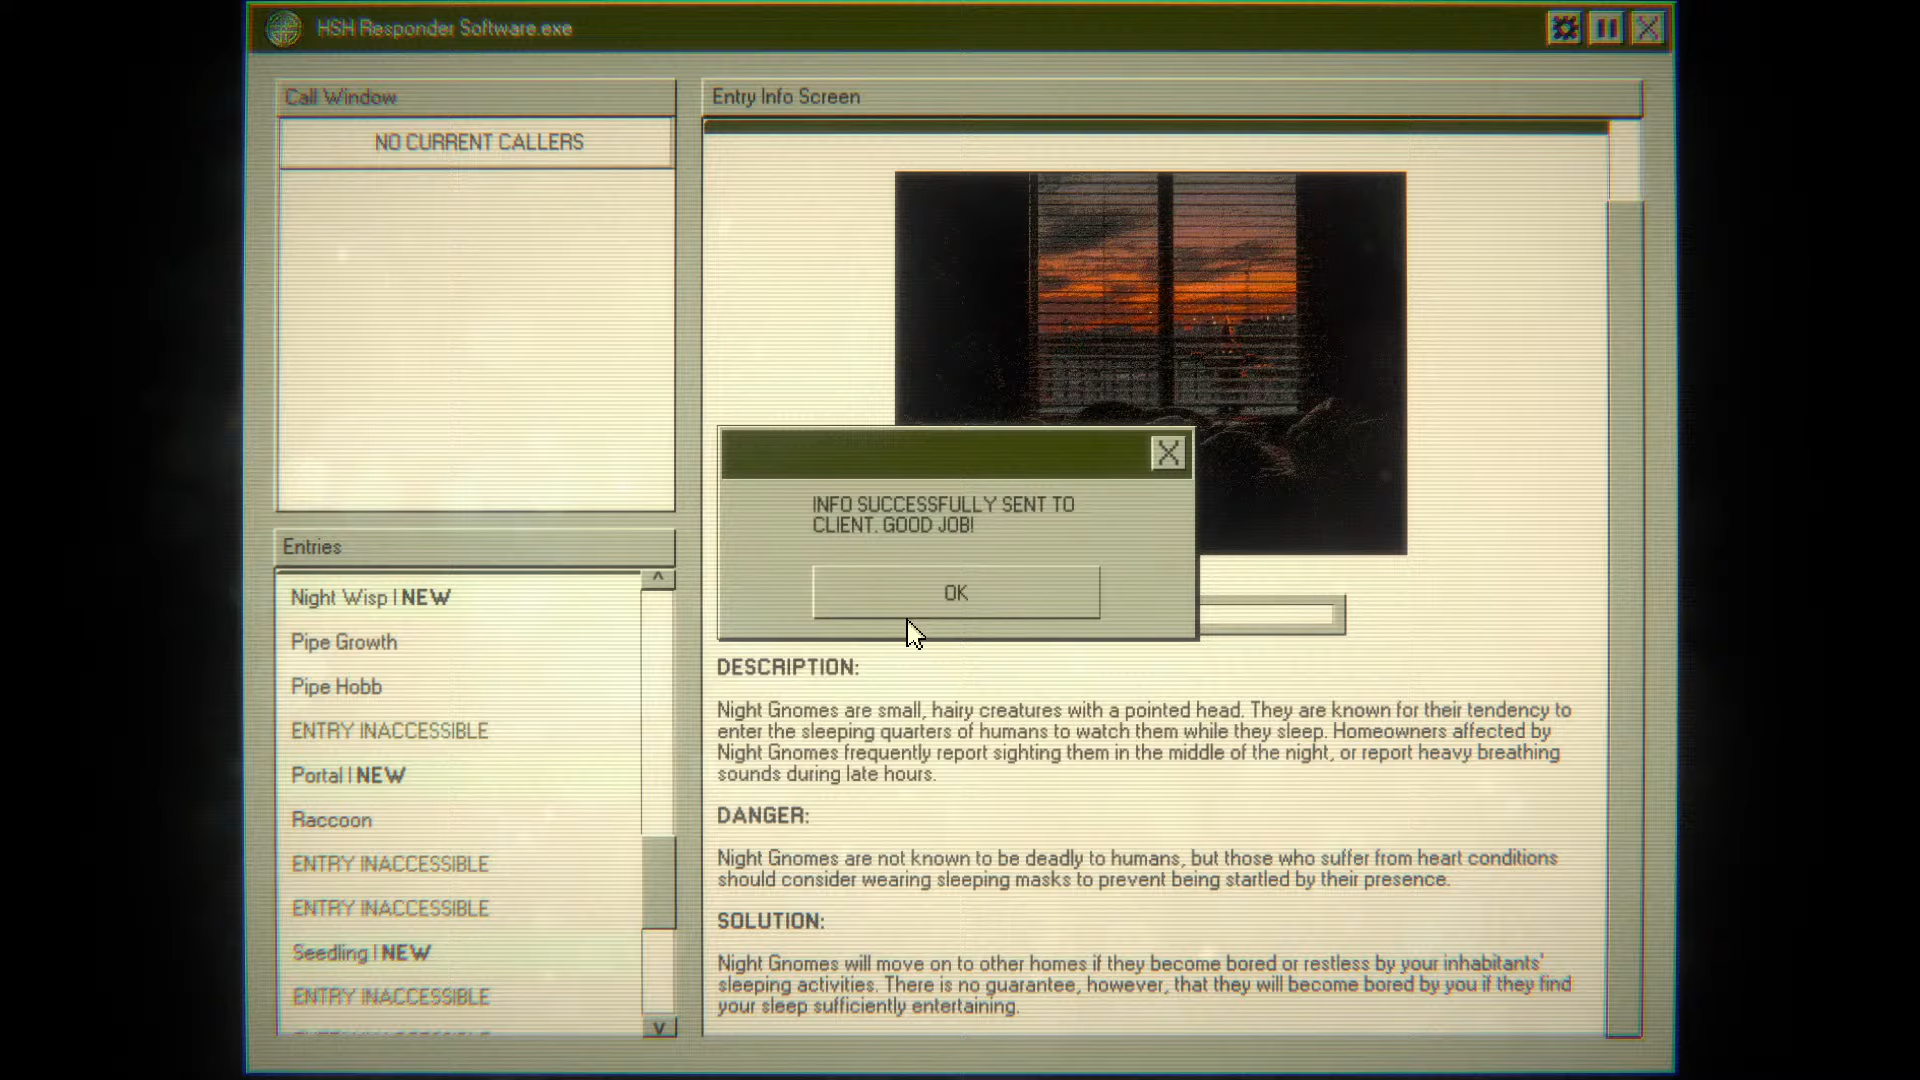 HSH Responder Software.exe
Call Window
NO CURRENT CALLERS
Entries
Night Wisp | NEW
Pipe Growth
Pipe Hobb
ENTRY INACCESSIBLE
Portal | NEW
Raccoon
ENTRY INACCESSIBLE
ENTRY INACCESSIBLE
Seedling | NEW
ENTRY INACCESSIBLE
Entry Info Screen
INFO SUCCESSFULLY SENT TO
CLIENT. GOOD JOB!
OK
DESCRIPTION:
Night Gnomes are small, hairy creatures with a pointed head. They are known for their tendency to
enter the sleeping quarters of humans to watch them while they sleep. Homeowners affected by
Night Gnomes frequently report sighting them in the middle of the night, or report heavy breathing
sounds during late hours.
DANGER:
Night Gnomes are not known to be deadly to humans, but those who suffer from heart conditions
should consider wearing sleeping masks to prevent being startled by their presence.
SOLUTION:
Night Gnomes will move on to other homes if they become bored or restless by your inhabitants'
sleeping activities. There is no guarantee, however, that they will become bored by you if they find
your sleep sufficiently entertaining.